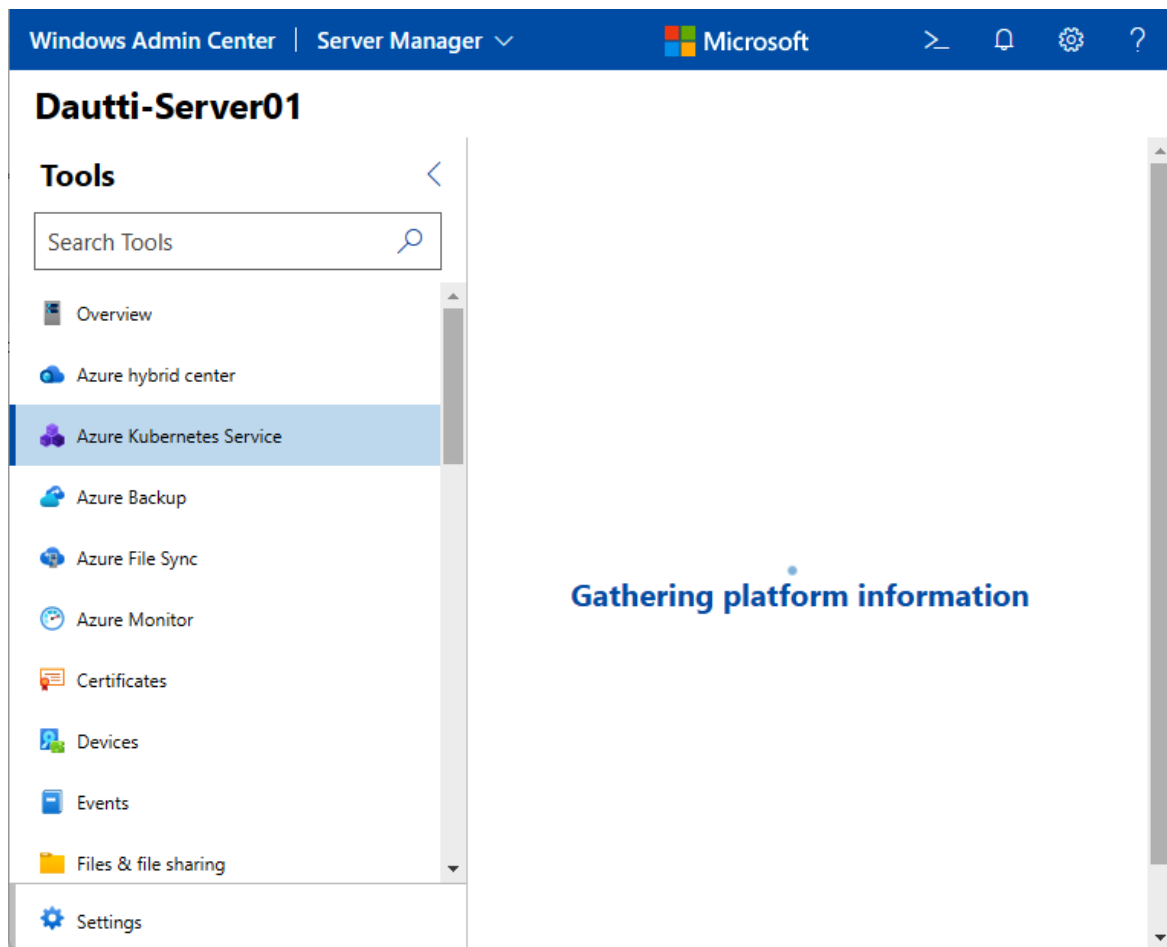 Windows Admin Center | Server Manager Microsoft ?
Dautti-Server01
Tools
Search Tools
Overview
Azure hybrid center
Azure Kubernetes Service
Azure Backup
Azure File Sync
Azure Monitor
Certificates
Devices
Events
Files & file sharing
Settings
Gathering platform information